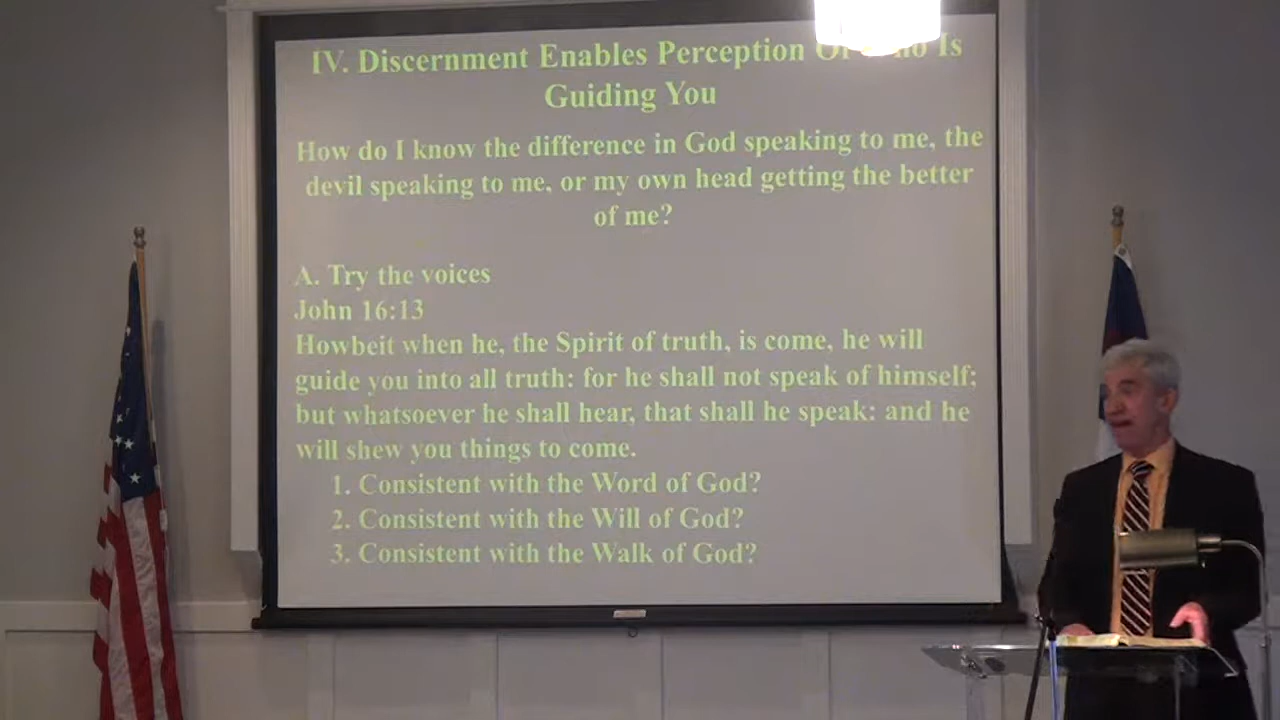 IV. Discernment Enables Perception Of Who Is
Guiding You
How do I know the difference in God speaking to me, the
devil speaking to me, or my own head getting the better
of me?
A. Try the voices
John 16:13
Howbeit when he, the Spirit of truth, is come, he will
guide you into all truth: for he shall not speak of himself;
but whatsoever he shall hear, that shall he speak: and he
will shew you things to come.
1. Consistent with the Word of God?
2. Consistent with the Will of God?
3. Consistent with the Walk of God?